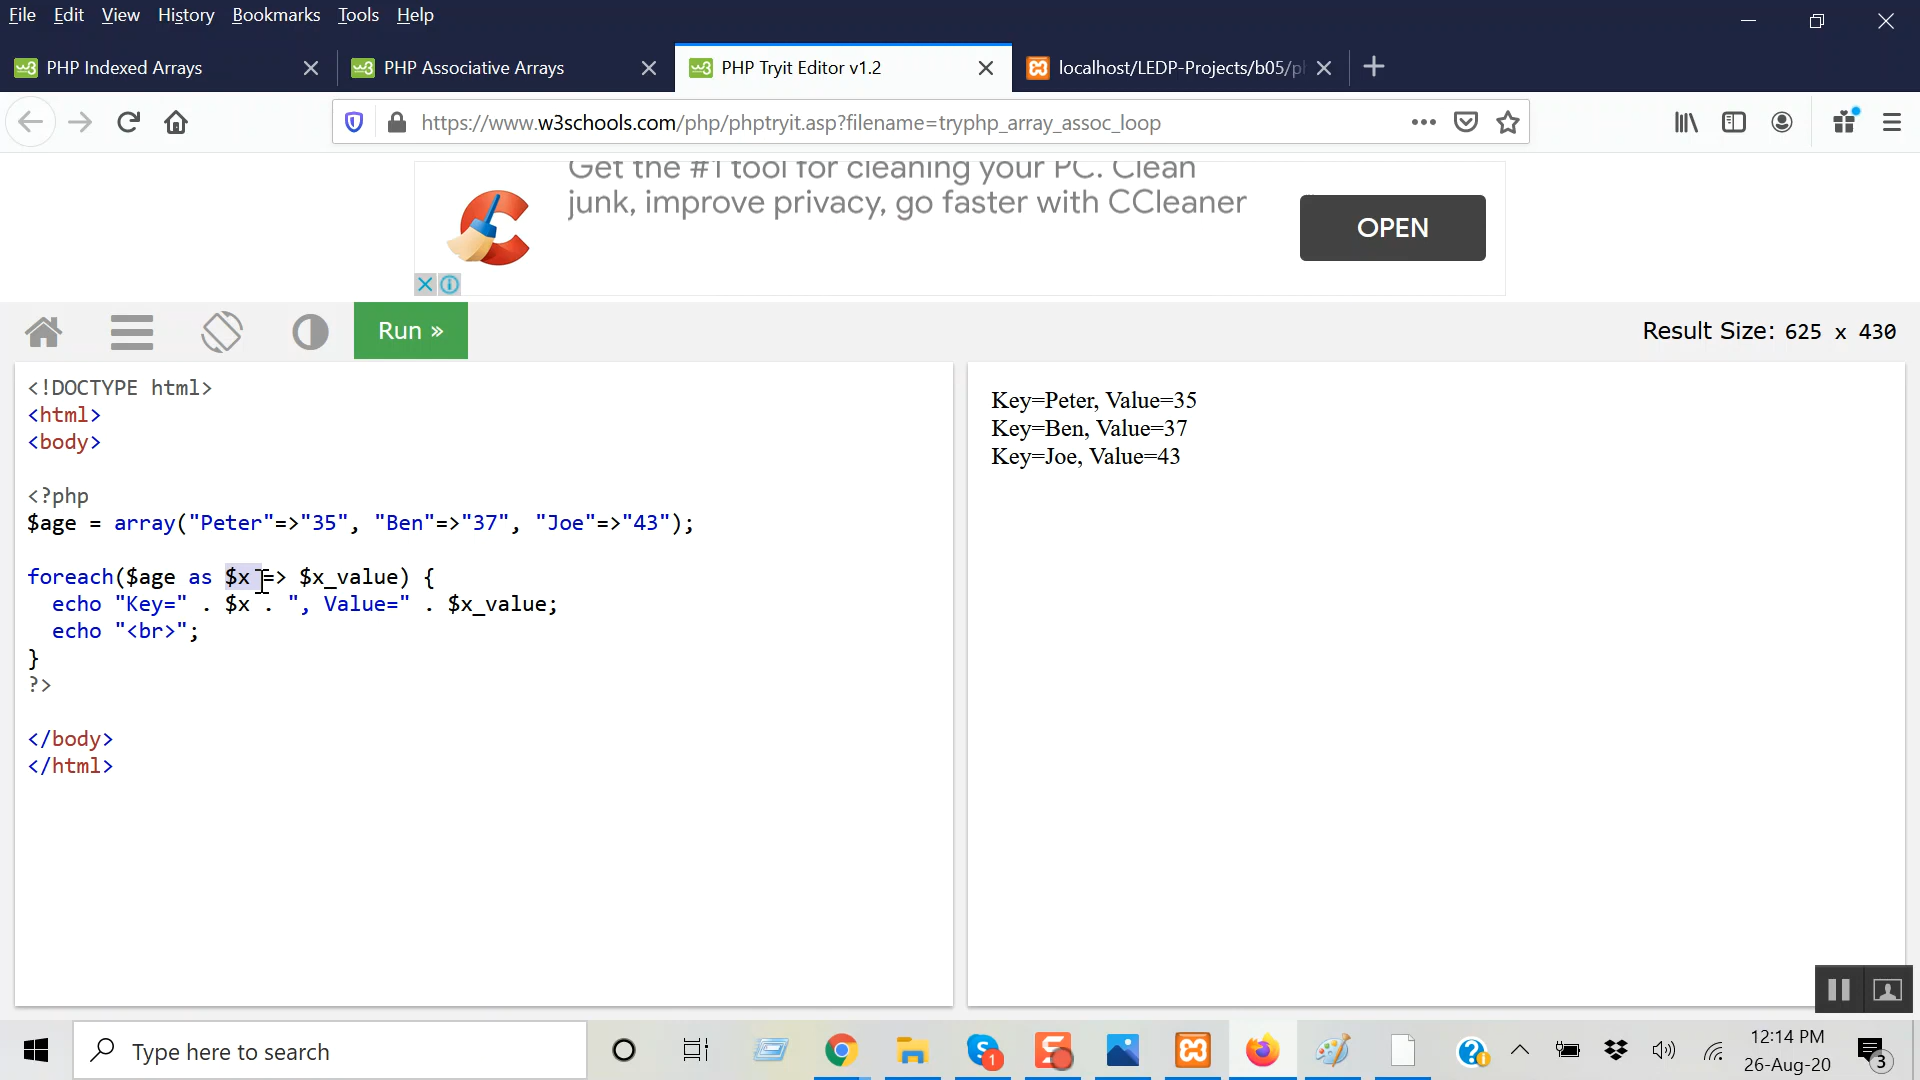 File Edit View History Bookmarks Tools Help
PHP Indexed Arrays
PHP Associative Arrays
PHP Tryit Editor v1.2
localhost/LEDP-Projects/b05/ph
https://www.w3schools.com/php/phptryit.asp?filename=tryphp_array_assoc_loop
Get the #1 tool for cleaning your PC. Clean
junk, improve privacy, go faster with CCleaner
OPEN
Run »
Result Size: 625 x 430
<!DOCTYPE html>
<html>
<body>
<?php
$age = array("Peter"=>"35", "Ben"=>"37", "Joe"=>"43");
foreach($age as $x => $x_value) {
echo "Key=" . $x . ", Value=" . $x_value;
echo "<br>";
}
?>
</body>
</html>
Key=Peter, Value=35
Key=Ben, Value=37
Key=Joe, Value=43
Type here to search
1
12:14 PM
26-Aug-20
3